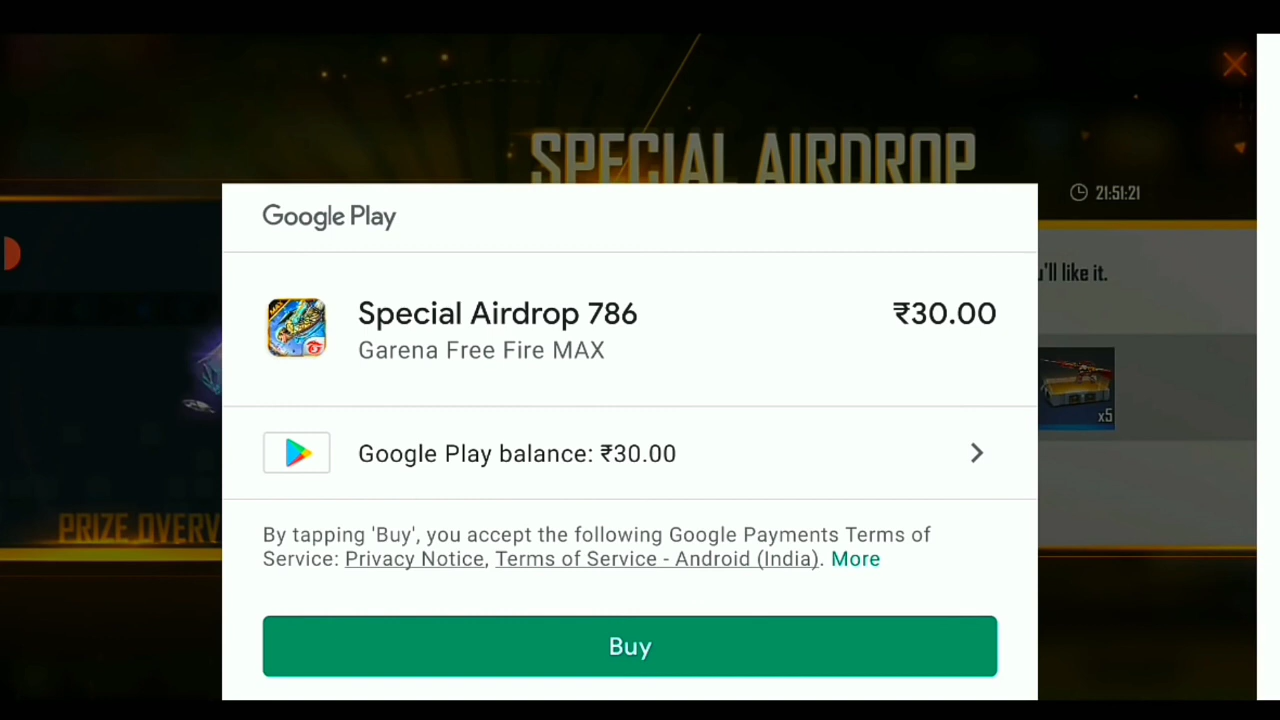 SPECIAL AIRDROP
21:51:21
Google Play
u'll like it.
Special Airdrop 786
₹30.00
Garena Free Fire MAX
MAX
x5
Google Play balance: ₹30.00
PRIZE OVERV
By tapping 'Buy', you accept the following Google Payments Terms of
Service: Privacy Notice, Terms of Service - Android (India). More
Buy